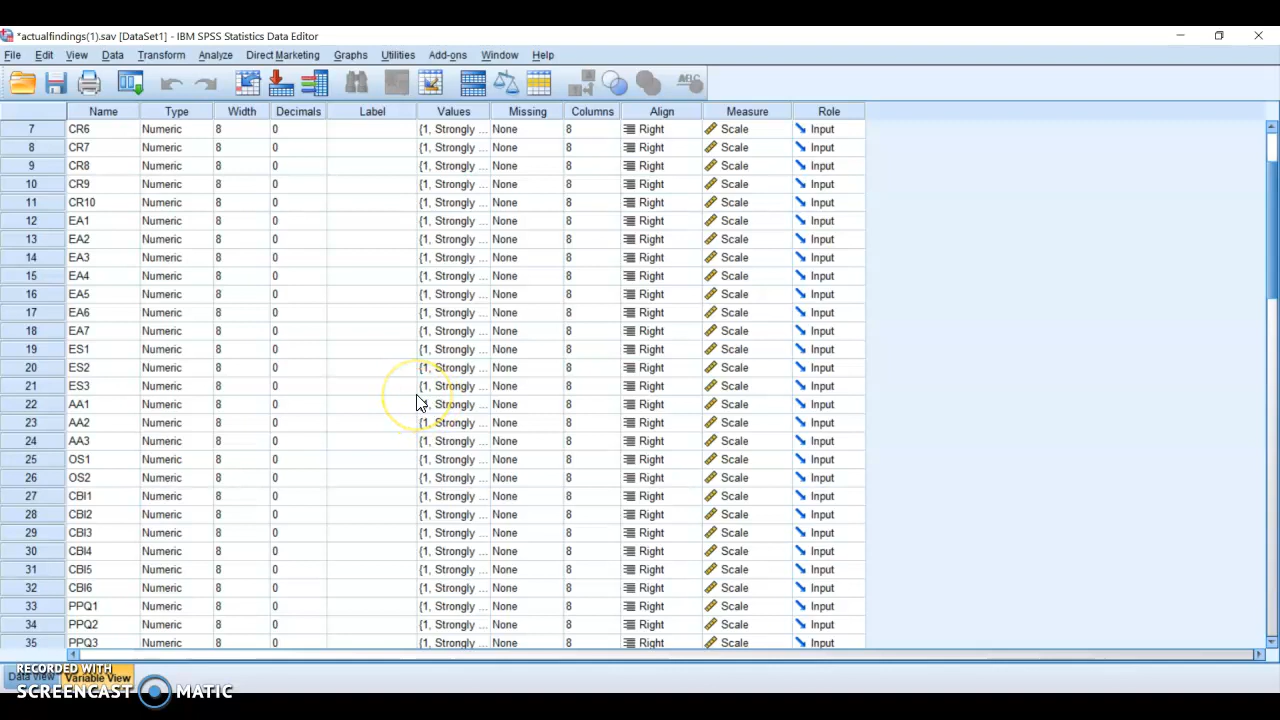 *actualfindings(1).sav [DataSet1] - IBM SPSS Statistics Data Editor
File Edit View Data Transform Analyze Direct Marketing Graphs Utilities Add-ons Window Help
Name Type Width Decimals Label Values Missing Columns Align Measure Role
7 CR6 Numeric 8 0 {1, Strongly ... None 8 Right Scale Input
8 CR7 Numeric 8 0 {1, Strongly ... None 8 Right Scale Input
9 CR8 Numeric 8 0 {1, Strongly ... None 8 Right Scale Input
10 CR9 Numeric 8 0 {1, Strongly ... None 8 Right Scale Input
11 CR10 Numeric 8 0 {1, Strongly ... None 8 Right Scale Input
12 EA1 Numeric 8 0 {1, Strongly ... None 8 Right Scale Input
13 EA2 Numeric 8 0 {1, Strongly ... None 8 Right Scale Input
14 EA3 Numeric 8 0 {1, Strongly ... None 8 Right Scale Input
15 EA4 Numeric 8 0 {1, Strongly ... None 8 Right Scale Input
16 EA5 Numeric 8 0 {1, Strongly ... None 8 Right Scale Input
17 EA6 Numeric 8 0 {1, Strongly ... None 8 Right Scale Input
18 EA7 Numeric 8 0 {1, Strongly ... None 8 Right Scale Input
19 ES1 Numeric 8 0 {1, Strongly ... None 8 Right Scale Input
20 ES2 Numeric 8 0 {1, Strongly ... None 8 Right Scale Input
21 ES3 Numeric 8 0 {1, Strongly ... None 8 Right Scale Input
22 AA1 Numeric 8 0 {1, Strongly ... None 8 Right Scale Input
23 AA2 Numeric 8 0 {1, Strongly ... None 8 Right Scale Input
24 AA3 Numeric 8 0 {1, Strongly ... None 8 Right Scale Input
25 OS1 Numeric 8 0 {1, Strongly ... None 8 Right Scale Input
26 OS2 Numeric 8 0 {1, Strongly ... None 8 Right Scale Input
27 CBI1 Numeric 8 0 {1, Strongly ... None 8 Right Scale Input
28 CBI2 Numeric 8 0 {1, Strongly ... None 8 Right Scale Input
29 CBI3 Numeric 8 0 {1, Strongly ... None 8 Right Scale Input
30 CBI4 Numeric 8 0 {1, Strongly ... None 8 Right Scale Input
31 CBI5 Numeric 8 0 {1, Strongly ... None 8 Right Scale Input
32 CBI6 Numeric 8 0 {1, Strongly ... None 8 Right Scale Input
33 PPQ1 Numeric 8 0 {1, Strongly ... None 8 Right Scale Input
34 PPQ2 Numeric 8 0 {1, Strongly ... None 8 Right Scale Input
35 PPQ3 Numeric 8 0 {1, Strongly ... None 8 Right Scale Input
Data View Variable View
RECORDED WITH
SCREENCAST MATIC